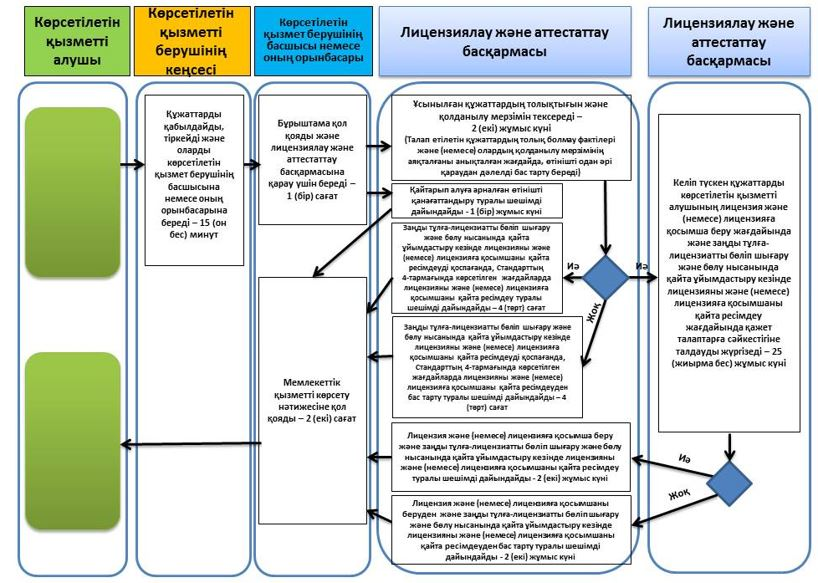 Көрсетілетін
қызметті
алушы
Көрсетілетін
қызметті
берушінің
кеңсесі
Көрсетілетін
қызмет берушінің
басшысы немесе
оның орынбасары
Лицензиялау және аттестаттау
басқармасы
Лицензиялау және
аттестаттау
басқармасы
Құжаттарды
қабылдайды,
тіркейді және
оларды
көрсетілетін
қызмет берушінің
басшысына
немесе оның
орынбасарына
береді – 15 (он
бес) минут
Бұрыштама қол
қояды және
лицензиялау және
аттестаттау
басқармасына
қарау үшін береді –
1 (бір) сағат
Ұсынылған құжаттардың толықтығын және
қолданылу мерзімін тексереді –
2 (екі) жұмыс күні
(Талап етілетін құжаттардың толық болмау фактілері
және (немесе) олардың қолданылу мерзімінің
аяқталғаны анықталған жағдайда, өтінішті одан әрі
қараудан дәлелді бас тарту береді)
Қайтарып алуға арналған өтінішті
қанағаттандыру туралы шешімді
дайындайды - 1 (бір) жұмыс күні
Заңды тұлға-лицензиатты бөліп шығару
және бөлу нысанында қайта
ұйымдастыру кезінде лицензияны және
(немесе) лицензияға қосымшаны қайта
ресімдеуді қоспағанда, Стандарттың
4-тармағында көрсетілген жағдайларда
лицензияны және (немесе) лицензияға
қосымшаны қайта ресімдеу туралы
шешімді дайындайды – 4 (төрт) сағат
Иә
Иә
Жоқ
Заңды тұлға-лицензиатты бөліп шығару және
бөлу нысанында қайта ұйымдастыру кезінде
лицензияны және (немесе) лицензияға
қосымшаны қайта ресімдеуді қоспағанда,
Стандарттың 4-тармағында көрсетілген
жағдайларда лицензияны және (немесе)
лицензияға қосымшаны қайта ресімдеуден
бас тарту туралы шешімді дайындайды – 4
(төрт) сағат
Мемлекеттік
қызметті көрсету
нәтижесіне қол
қояды – 2 (екі) сағат
Келіп түскен құжаттарды
көрсетілетін қызметті
алушының лицензия және
(немесе) лицензияға
қосымша беру жағдайында
және заңды тұлға-
лицензиатты бөліп шығару
және бөлу нысанында
қайта ұйымдастыру кезінде
лицензияны және (немесе)
лицензияға қосымшаны
қайта ресімдеу
жағдайында қажет
талаптарға сәйкестігіне
талдауды жүргізеді – 25
(жиырма бес) жұмыс күні
Лицензия және (немесе) лицензияға қосымша беру
және заңды тұлға-лицензиатты бөліп шығару және бөлу
нысанында қайта ұйымдастыру кезінде лицензияны
және (немесе) лицензияға қосымшаны қайта ресімдеу
туралы шешімді дайындайды - 2 (екі) жұмыс күні
Иә
Жоқ
Лицензия және (немесе) лицензияға қосымшаны
беруден және заңды тұлға-лицензиатты бөліп шығару
және бөлу нысанында қайта ұйымдастыру кезінде
лицензияны және (немесе) лицензияға қосымшаны
қайта ресімдеуден бас тарту туралы шешімді
дайындайды - 2 (екі) жұмыс күні